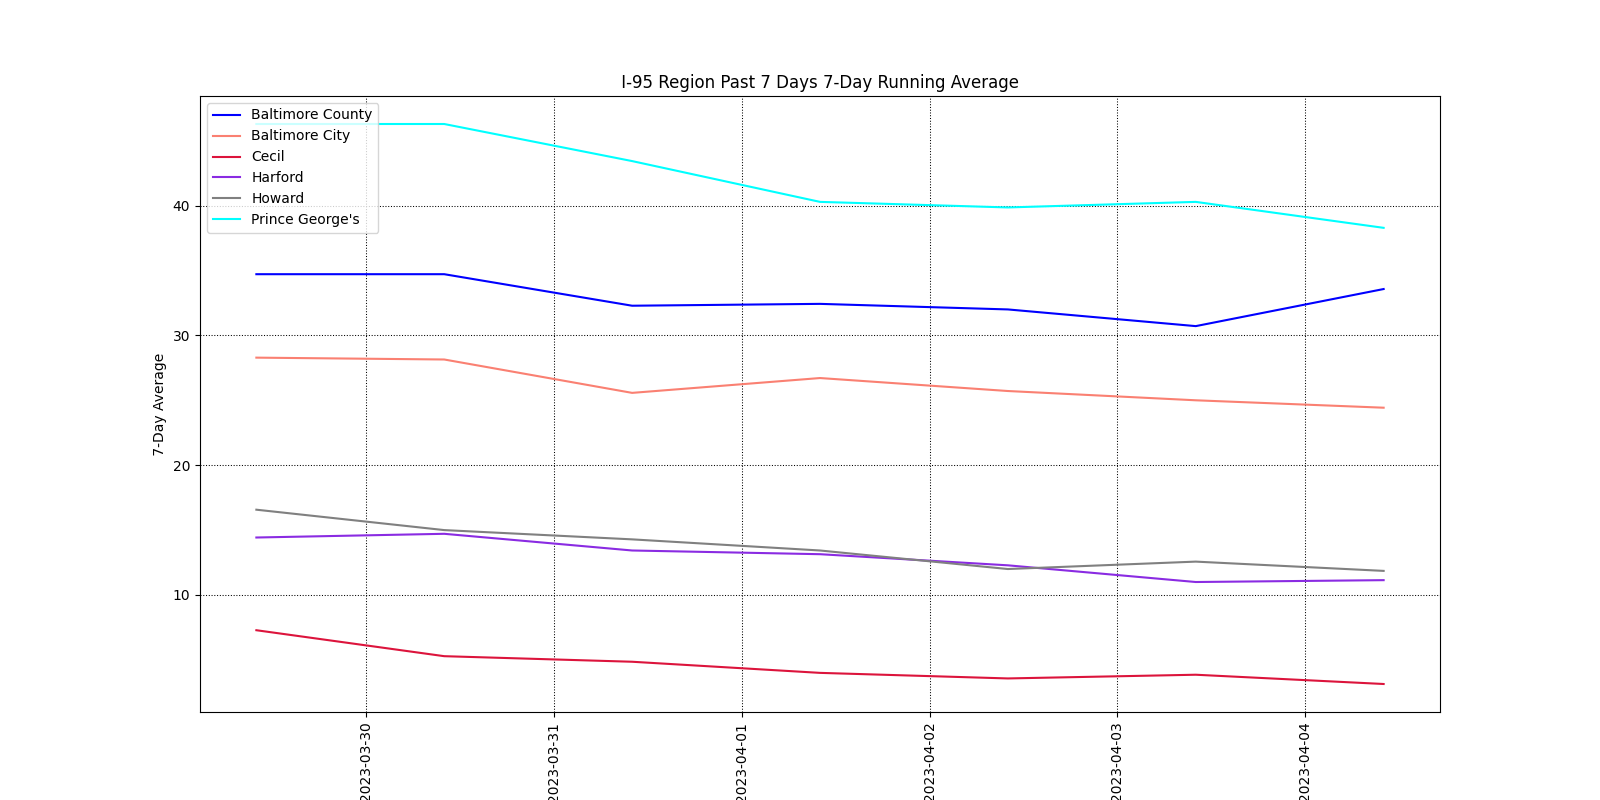 I-95 Region Past 7 Days 7-Day Running Average
Baltimore County
Baltimore City
Cecil
Harford
Howard
Prince George's
40
30
20
10
7-Day Average
2023-03-30
2023-03-31
2023-04-01
2023-04-02
2023-04-03
2023-04-04